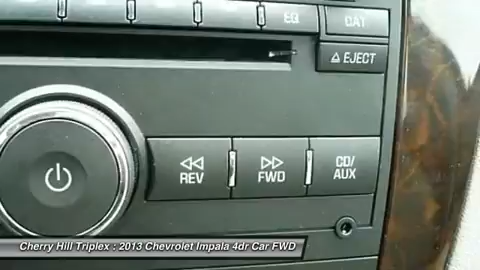 EQ CAT
EJECT
REV FWD CD/
AUX
Cherry Hill Triplex : 2013 Chevrolet Impala 4dr Car FWD